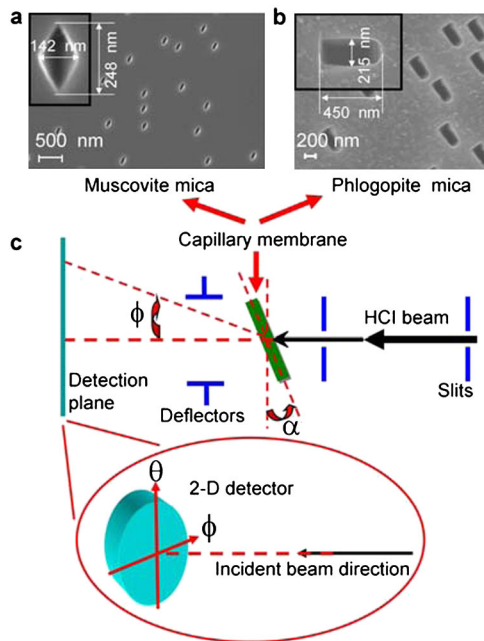 a
142 nm
248 nm
500 nm
Muscovite mica
b
215 nm
450 nm
200 nm
Phlogopite mica
c
Capillary membrane
ϕ
HCI beam
Detection plane
Deflectors
α
Slits
θ
2-D detector
ϕ
Incident beam direction